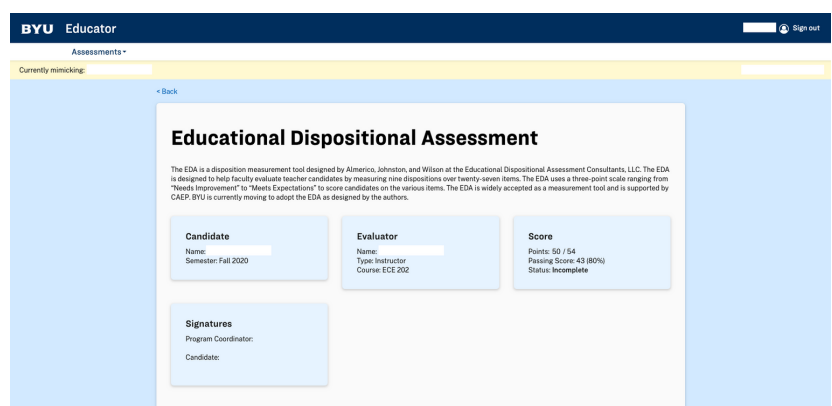 BYU Educator
Sign out
Assessments
Currently mimicking:
< Back
Educational Dispositional Assessment
The EDA is a disposition measurement tool designed by Almerico, Johnston, and Wilson at the Educational Dispositional Assessment Consultants, LLC. The EDA
is designed to help faculty evaluate teacher candidates by measuring nine dispositions over twenty-seven items. The EDA uses a three-point scale ranging from
“Needs Improvement” to “Meets Expectations” to score candidates on the various items. The EDA is widely accepted as a measurement tool and is supported by
CAEP. BYU is currently moving to adopt the EDA as designed by the authors.
Candidate
Name:
Semester: Fall 2020
Evaluator
Name:
Type: Instructor
Course: ECE 202
Score
Points: 50 / 54
Passing Score: 43 (80%)
Status: Incomplete
Signatures
Program Coordinator:
Candidate: